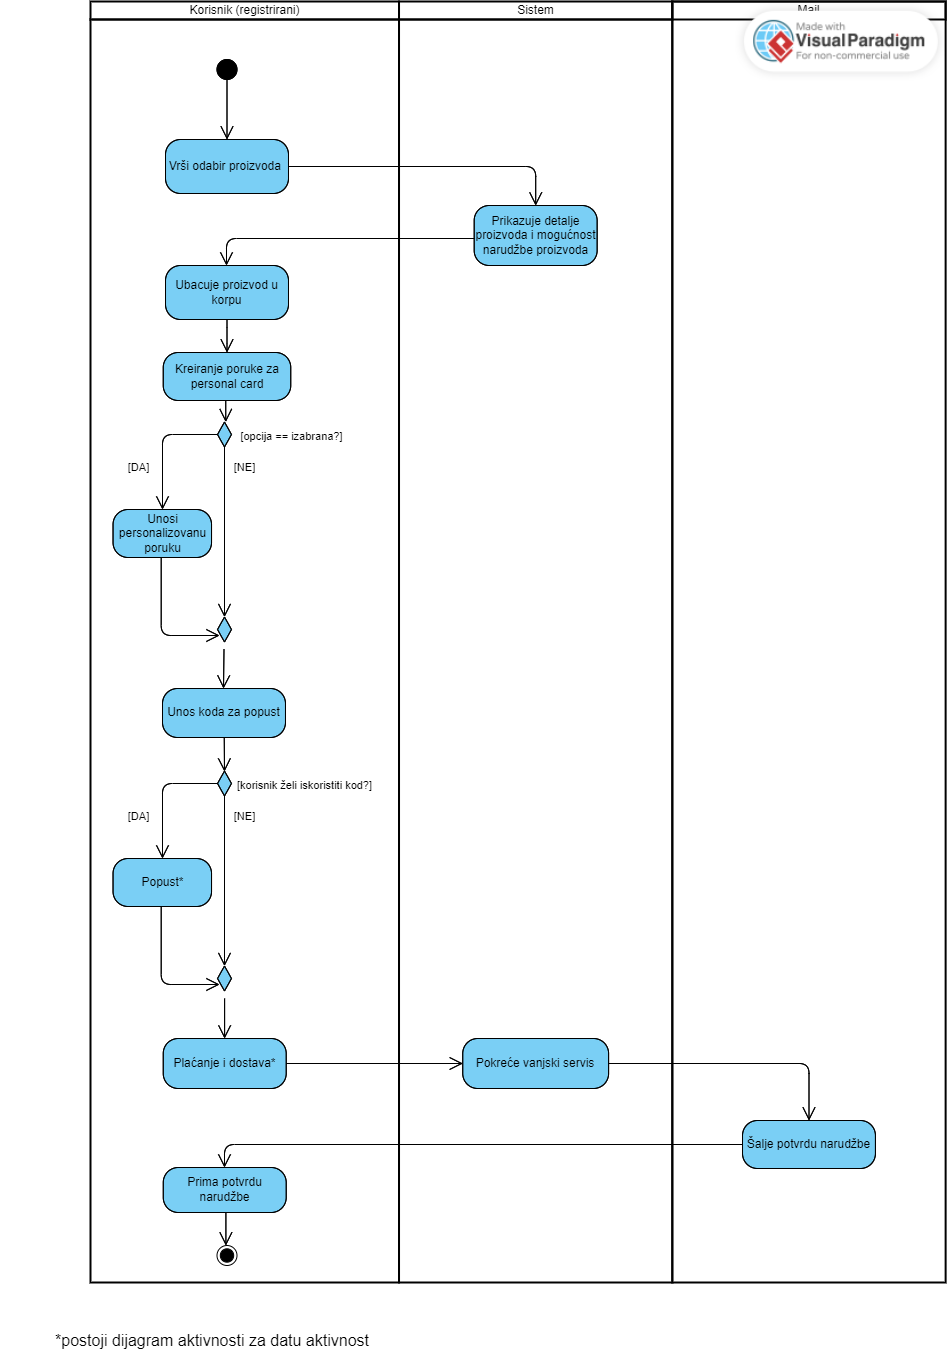 Korisnik (registrirani)
Sistem
Mail
Made with
VisualParadigm
For non-commercial use
Vrši odabir proizvoda
Prikazuje detalje
proizvoda i mogućnost
narudžbe proizvoda
Ubacuje proizvod u
korpu
Kreiranje poruke za
personal card
[opcija == izabrana?]
[DA]
[NE]
Unosi
personalizovanu
poruku
Unos koda za popust
[korisnik želi iskoristiti kod?]
[DA]
[NE]
Popust*
Plaćanje i dostava*
Pokreće vanjski servis
Šalje potvrdu narudžbe
Prima potvrdu
narudžbe
*postoji dijagram aktivnosti za datu aktivnost